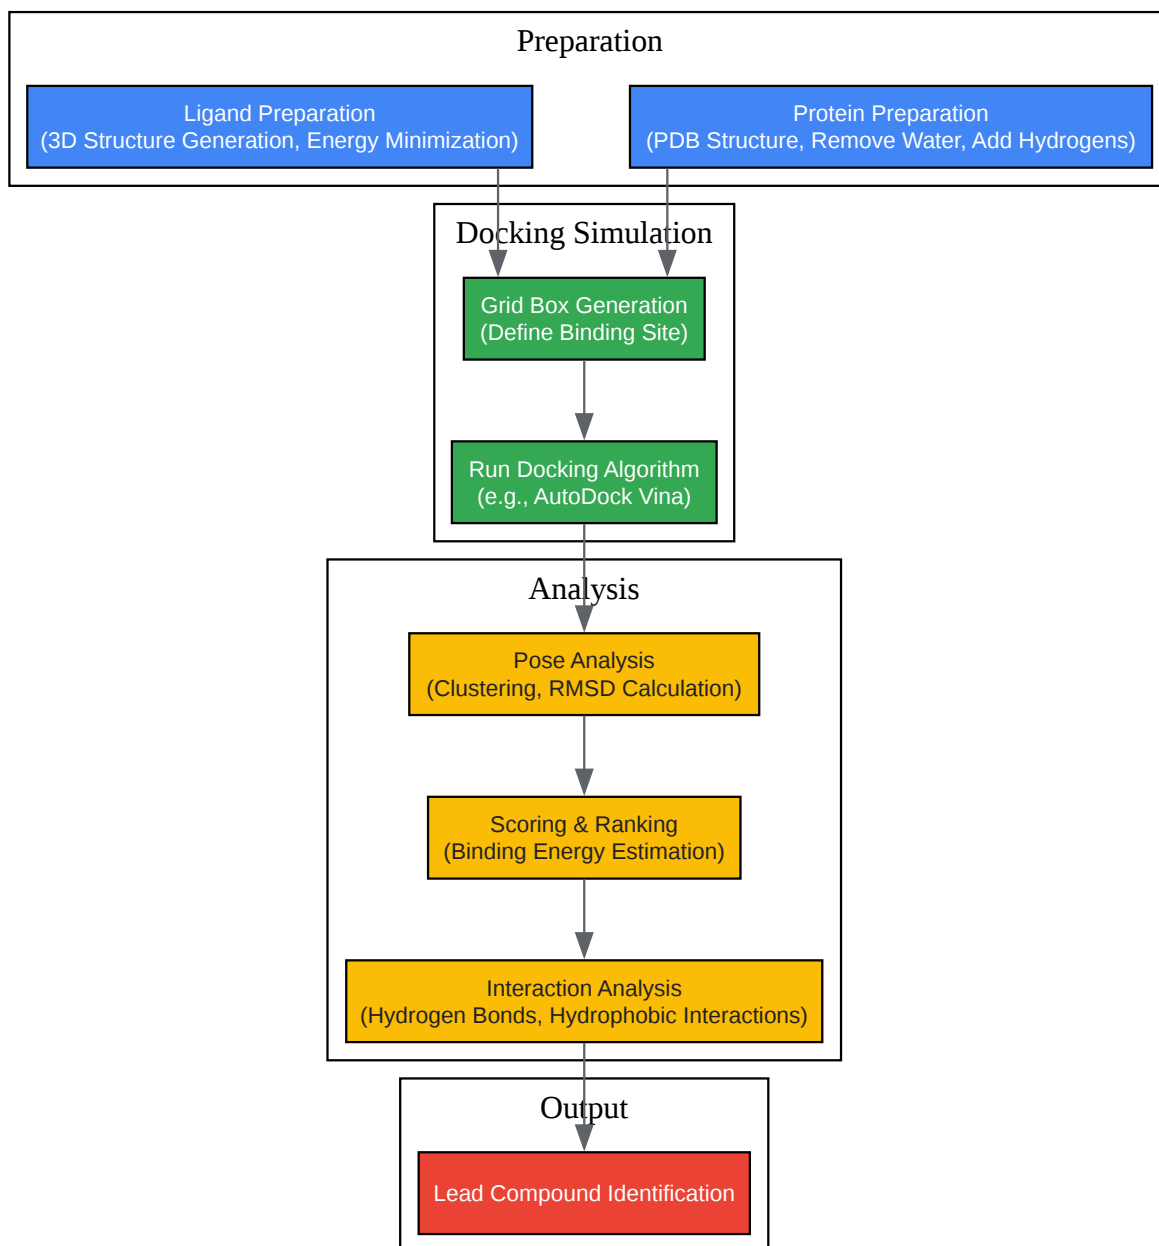 Preparation
Ligand Preparation
(3D Structure Generation, Energy Minimization)
Protein Preparation
(PDB Structure, Remove Water, Add Hydrogens)
Docking Simulation
Grid Box Generation
(Define Binding Site)
Run Docking Algorithm
(e.g., AutoDock Vina)
Analysis
Pose Analysis
(Clustering, RMSD Calculation)
Scoring & Ranking
(Binding Energy Estimation)
Interaction Analysis
(Hydrogen Bonds, Hydrophobic Interactions)
Output
Lead Compound Identification